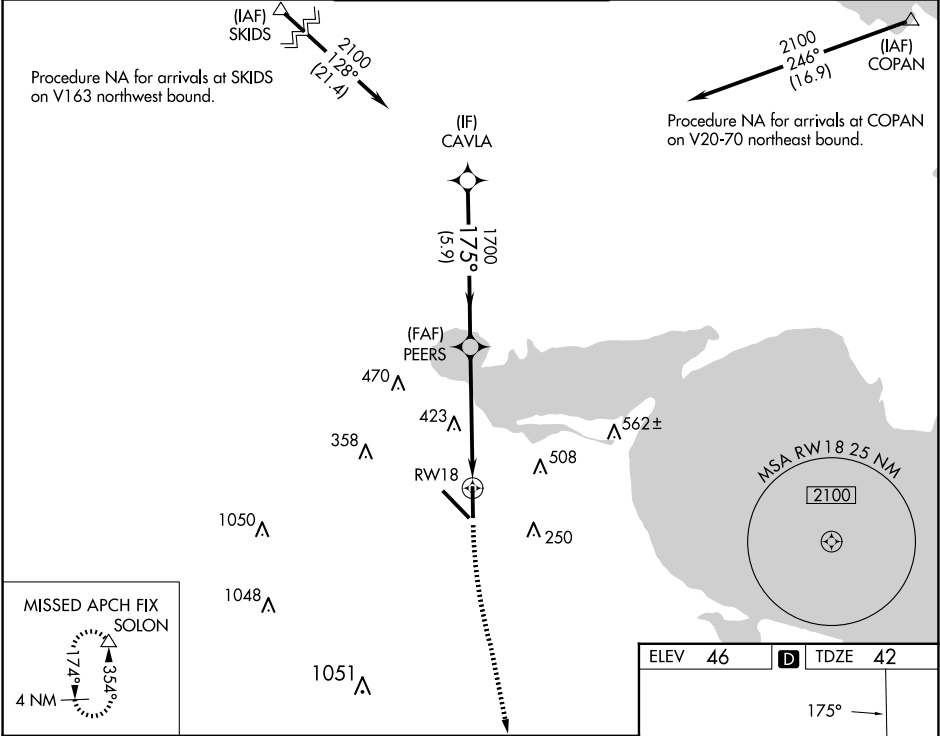 (IAF)
SKIDS
2100
128°
(21.4)
Procedure NA for arrivals at SKIDS
on V163 northwest bound.
2100
246°
(16.9)
(IAF)
COPAN
Procedure NA for arrivals at COPAN
on V20-70 northeast bound.
(IF)
CAVLA
1700
175°
(5.9)
(FAF)
PEERS
470
423
358
562±
508
RW18
1050
250
1048
1051
MSA RW18 25 NM
2100
MISSED APCH FIX
SOLON
174°
354°
4 NM
ELEV 46 D TDZE 42
175°